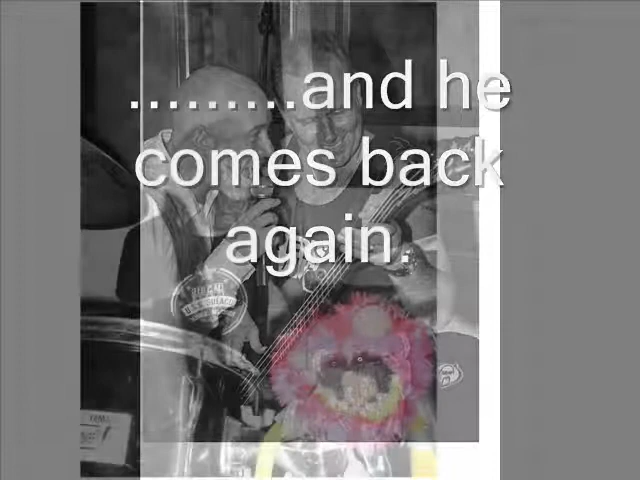 .........and he
comes back
again.